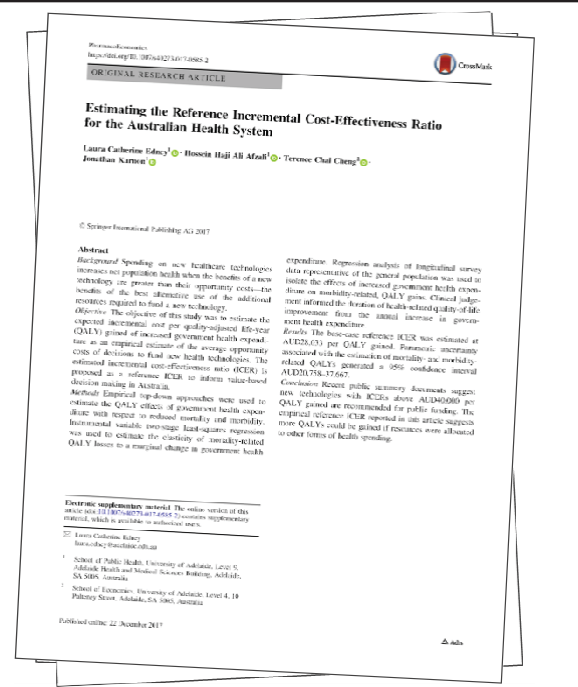 PharmacoEconomics
ORIGINAL RESEARCH ARTICLE
CrossMark
Estimating the Reference Incremental Cost-Effectiveness Ratio
for the Australian Health System
Laura Catherine Edney1 · Hossein Haji Ali Afzali1 · Terence Chai Cheng2 ·
Jonathan Karnon1
© Springer International Publishing AG 2017
Abstract
Background Spending on new healthcare technologies
increases net population health when the benefits of a new
technology are greater than their opportunity costs—the
benefits of the best alternative use of the additional
resources required to fund a new technology.
Objective The objective of this study was to estimate the
expected incremental cost per quality-adjusted life-year
(QALY) gained of increased government health expendi-
ture as an empirical estimate of the average opportunity
costs of decisions to fund new health technologies. The
estimated incremental cost-effectiveness ratio (ICER) is
proposed as a reference ICER to inform value-based
decision making in Australia.
Methods Empirical top-down approaches were used to
estimate the QALY effects of government health expen-
diture with respect to reduced mortality and morbidity.
Instrumental variable two-stage least-squares regression
was used to estimate the elasticity of mortality-related
QALY losses to a marginal change in government health
expenditure. Regression analysis of longitudinal survey
data representative of the general population was used to
isolate the effects of increased government health expen-
diture on morbidity-related, QALY gains. Clinical judge-
ment informed the duration of health-related quality-of-life
improvement from the annual increase in govern-
ment health expenditure.
Results The base-case reference ICER was estimated at
AUD28,033 per QALY gained. Parametric uncertainty
associated with the estimation of mortality- and morbidity-
related QALYs generated a 95% confidence interval
AUD20,758–37,667.
Conclusion Recent public summary documents suggest
new technologies with ICERs above AUD40,000 per
QALY gained are recommended for public funding. The
empirical reference ICER reported in this article suggests
more QALYs could be gained if resources were allocated
to other forms of health spending.
Electronic supplementary material The online version of this
article contains supplementary
material, which is available to authorized users.
Laura Catherine Edney
laura.edney@adelaide.edu.au
1 School of Public Health, University of Adelaide, Level 9,
Adelaide Health and Medical Sciences Building, Adelaide,
SA 5005, Australia
2 School of Economics, University of Adelaide, Level 4, 10
Pulteney Street, Adelaide, SA 5005, Australia
Published online: 22 December 2017
Adis